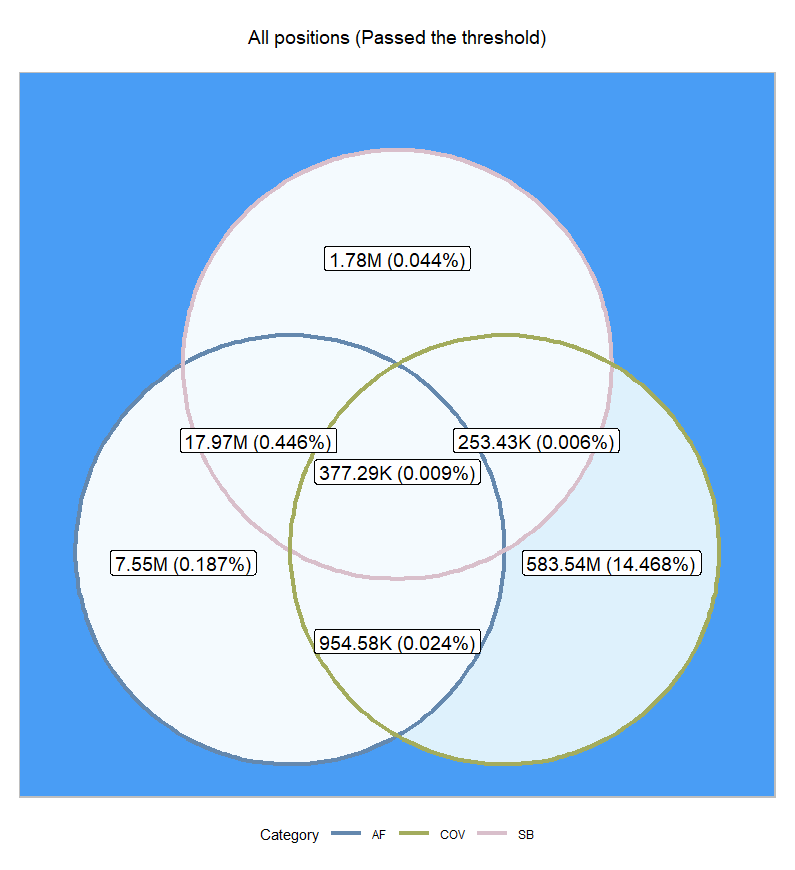 All positions (Passed the threshold)
1.78M (0.044%)
17.97M (0.446%)
253.43K (0.006%)
377.29K (0.009%)
7.55M (0.187%)
583.54M (14.468%)
954.58K (0.024%)
Category AF COV SB